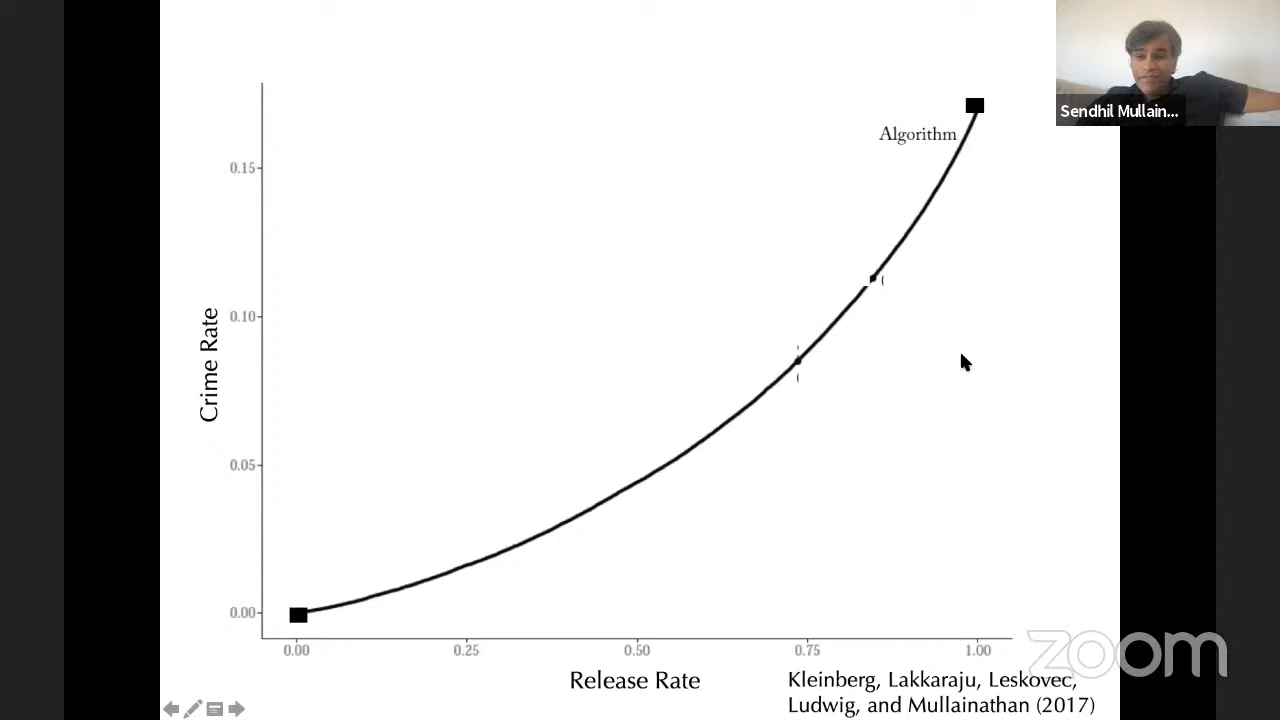 Sendhil Mullain...
Algorithm
0.15
0.10
0.05
0.00
Crime Rate
0.00 0.25 0.50 0.75 1.00
Release Rate
Kleinberg, Lakkaraju, Leskovec,
Ludwig, and Mullainathan (2017)
zoom